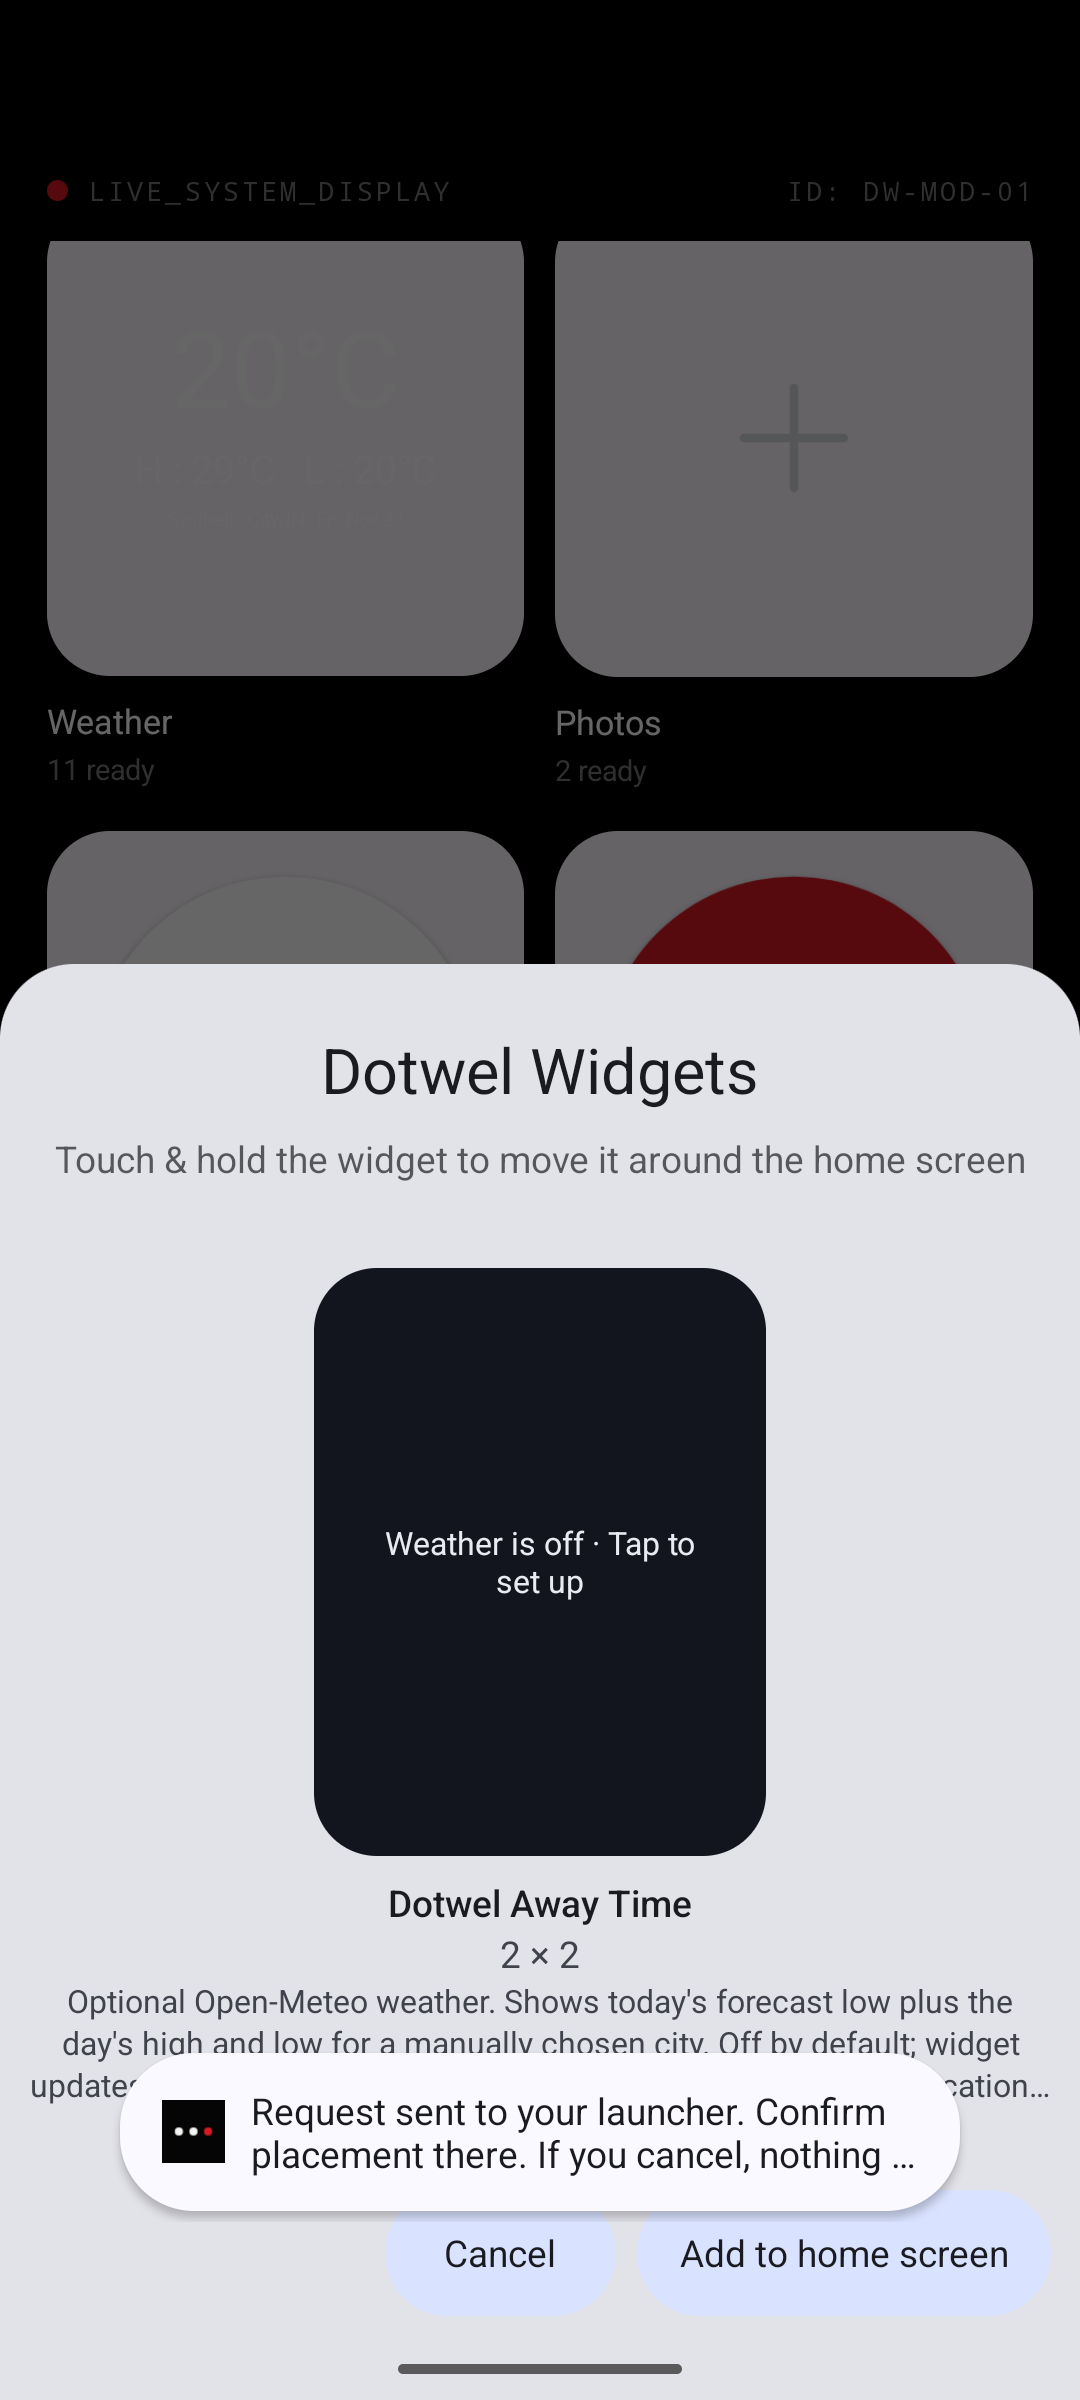 LIVE_SYSTEM_DISPLAY
ID: DW-MOD-01
20°C
Weather
11 ready
Photos
2 ready
Dotwel Widgets
Touch & hold the widget to move it around the home screen
Weather is off · Tap to
set up
Dotwel Away Time
2 × 2
Optional Open-Meteo weather. Shows today's forecast low plus the
day's high and low for a manually chosen city. Off by default; widget
Request sent to your launcher. Confirm
placement there. If you cancel, nothing …
Cancel
Add to home screen